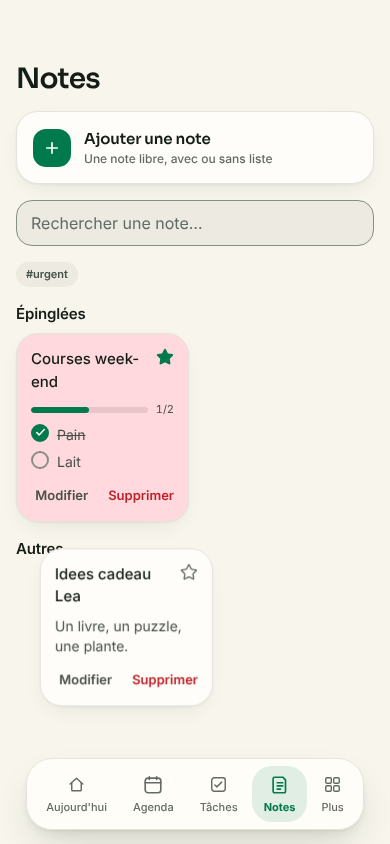 Notes
Ajouter une note
Une note libre, avec ou sans liste
Rechercher une note...
#urgent
Épinglées
Courses week-
end
1/2
Pain
Lait
Modifier Supprimer
Autres
Idees cadeau
Lea
Un livre, un puzzle,
une plante.
Modifier Supprimer
Aujourd'hui Agenda Tâches Notes Plus